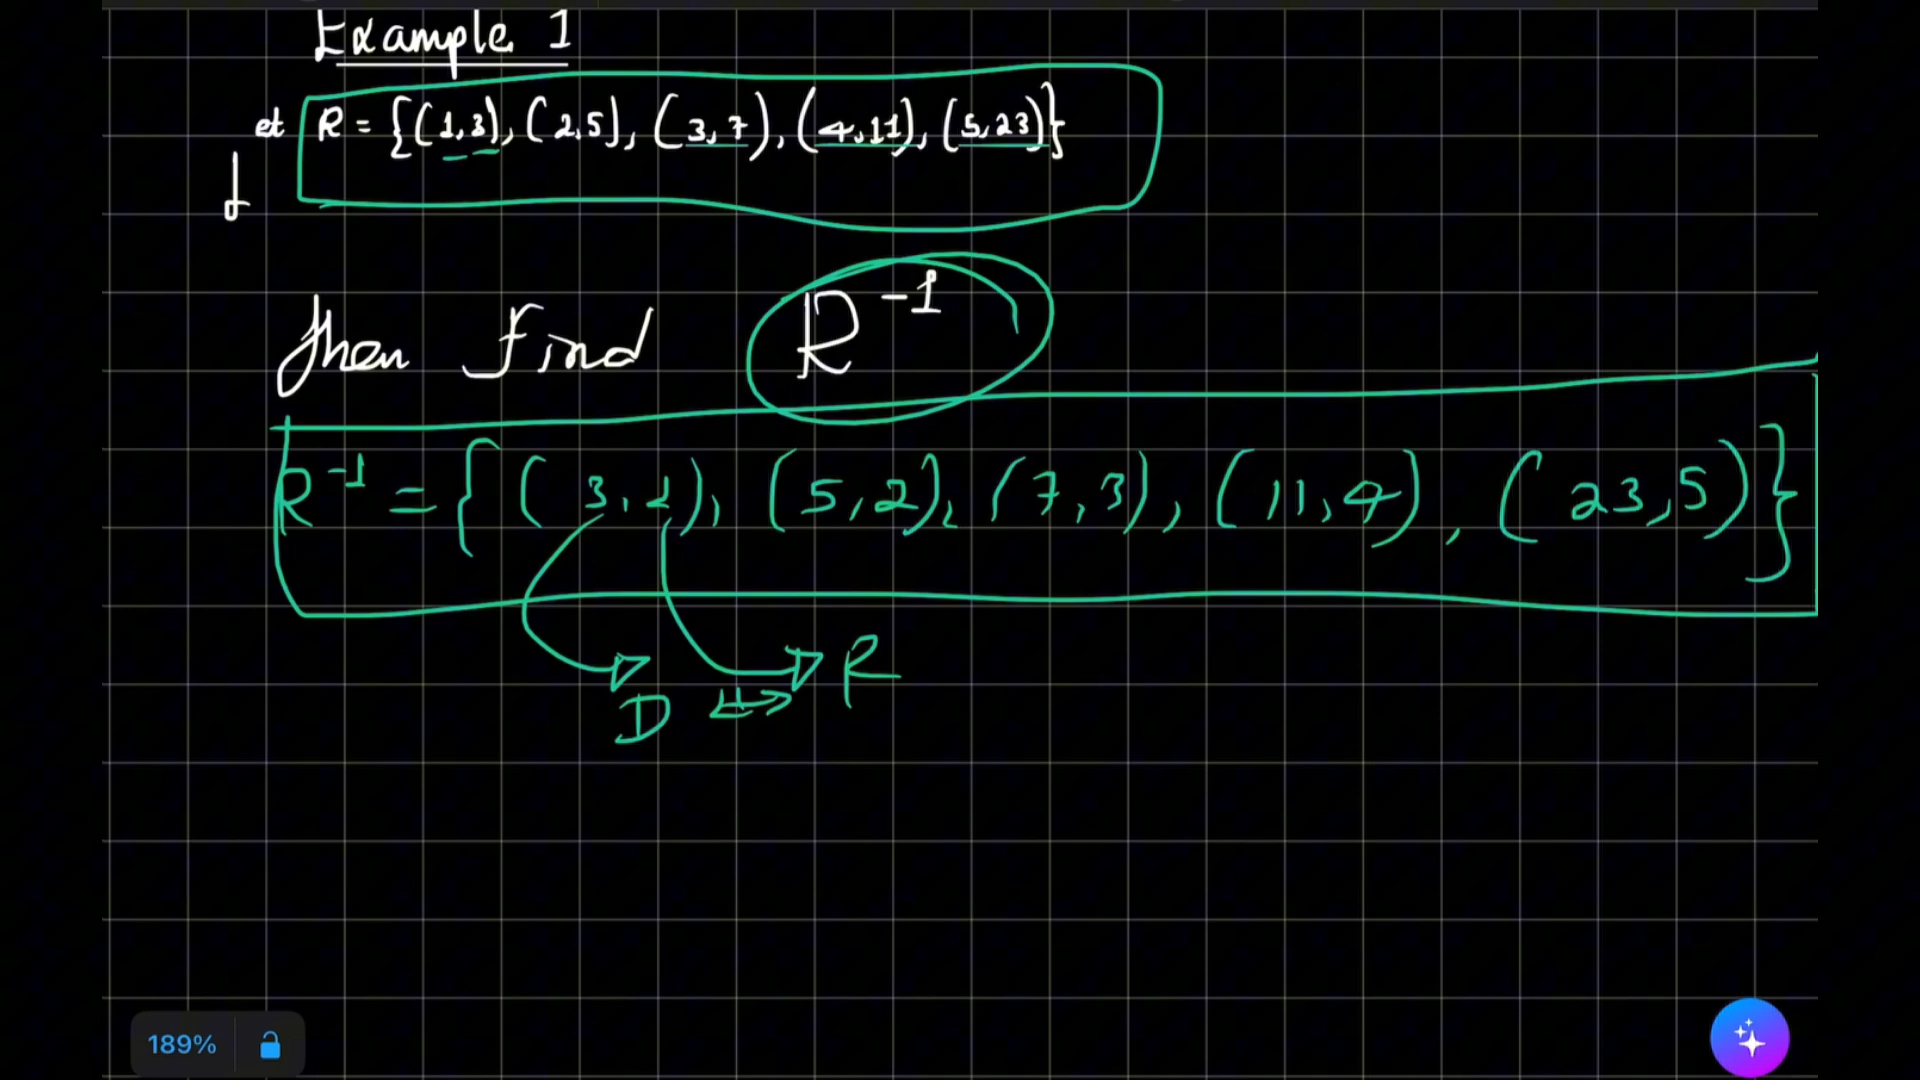 Example 1
Let R = {(1,3), (2,5), (3,7), (4,11), (5,23)}
then find R⁻¹
R⁻¹ = {(3,1), (5,2), (7,3), (11,4), (23,5)}
D ↔ R
189%